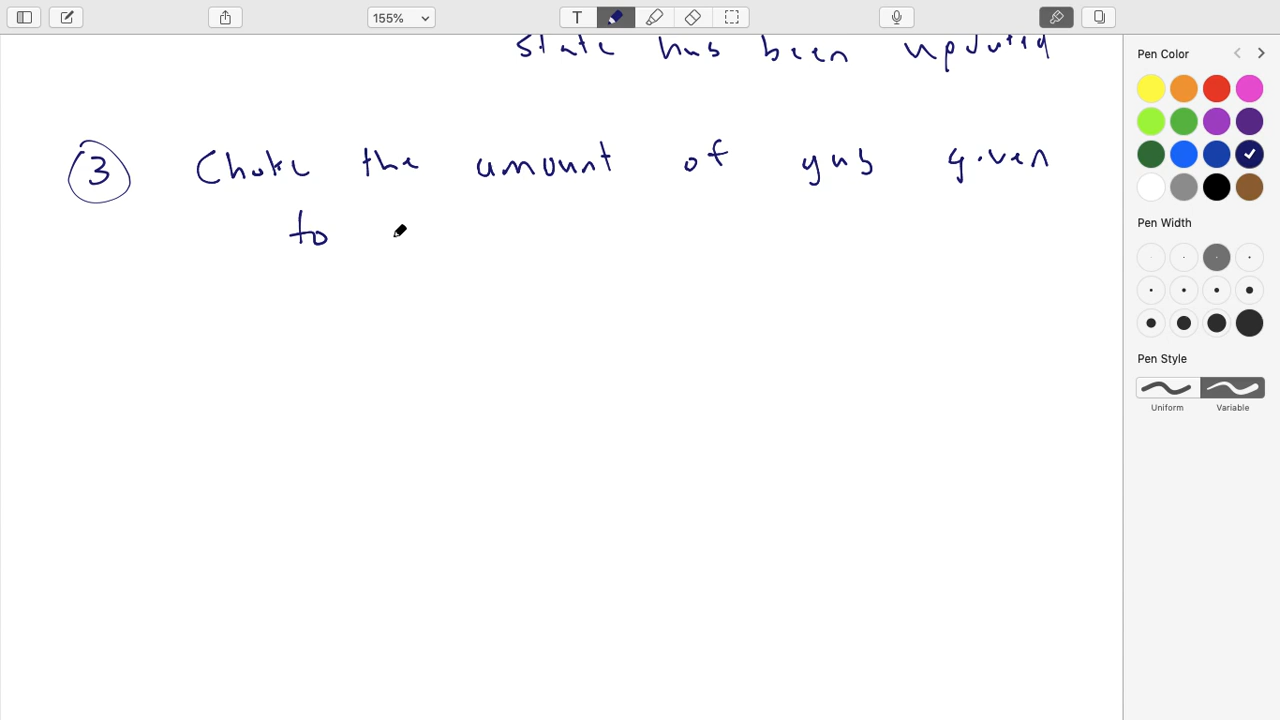 155%
T
state has been updated
Pen Color
3 Choke the amount of gas given
to
Pen Width
Pen Style
Uniform Variable